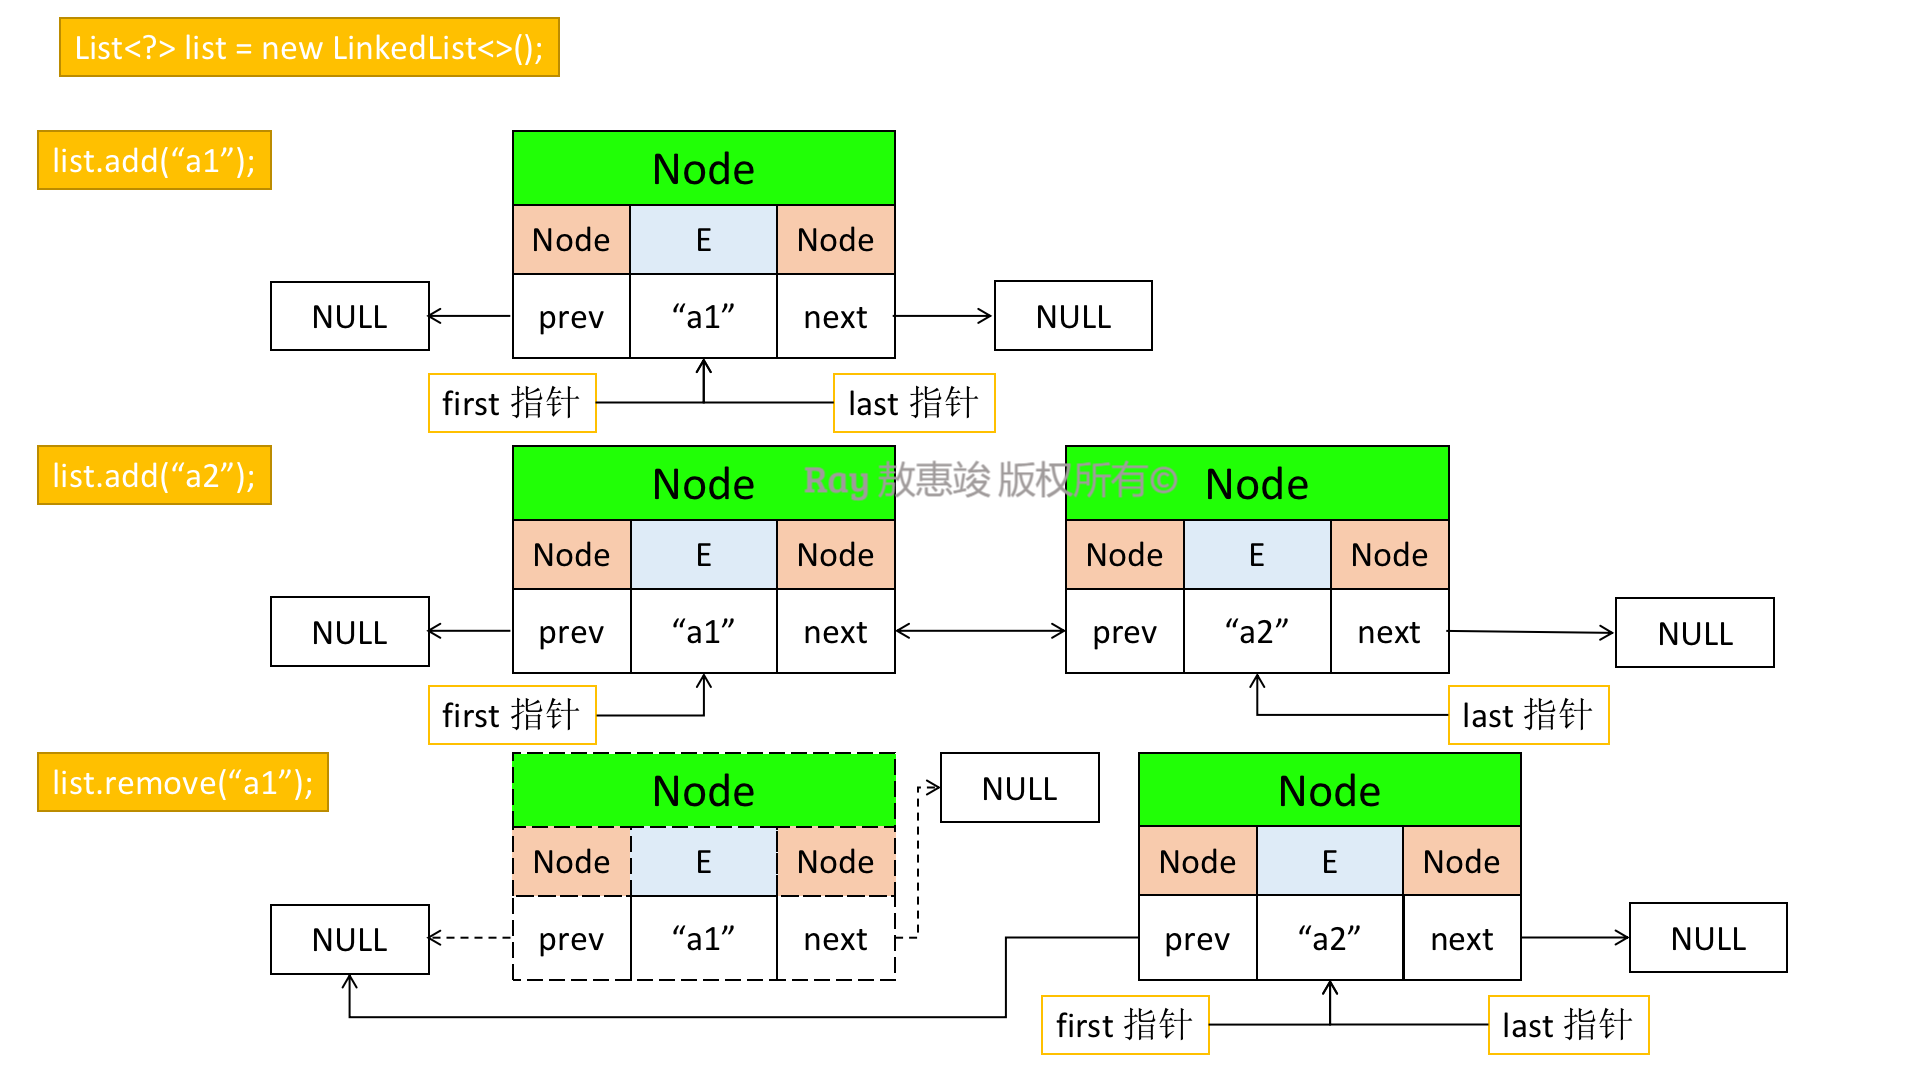 List<?> list = new LinkedList<>();
list.add(“a1”);
Node
Node E Node
NULL prev “a1” next NULL
first 指针 last 指针
list.add(“a2”);
Node Ray 敖惠竣 版权所有© Node
Node E Node Node E Node
NULL prev “a1” next prev “a2” next NULL
first 指针 last 指针
list.remove(“a1”);
Node NULL Node
Node E Node Node E Node
NULL prev “a1” next prev “a2” next NULL
first 指针 last 指针